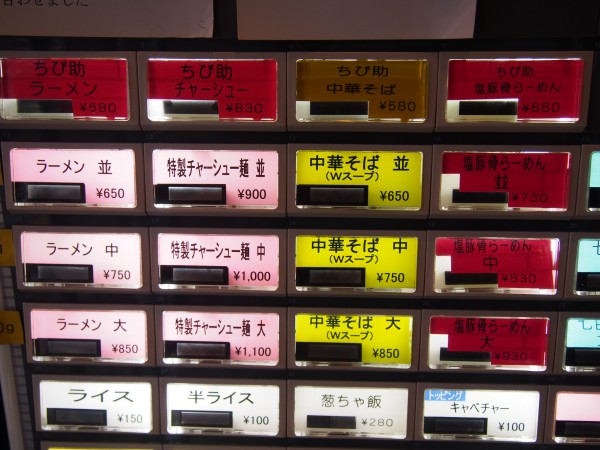 合わせました
ちび助
ラーメン
¥580
ちび助
チャーシュー
¥830
ちび助
中華そば
¥580
ちび助
塩豚骨らーめん
¥660
ラーメン 並
¥650
特製チャーシュー麺 並
¥900
中華そば 並
(Wスープ)
¥650
塩豚骨らーめん
並
¥730
ラーメン 中
¥750
特製チャーシュー麺 中
¥1,000
中華そば 中
(Wスープ)
¥750
塩豚骨らーめん
中
¥830
ラーメン 大
¥850
特製チャーシュー麺 大
¥1,100
中華そば 大
(Wスープ)
¥850
塩豚骨らーめん
大
¥930
ライス
¥150
半ライス
¥100
葱ちゃ飯
¥280
トッピング
キャベチャー
¥100